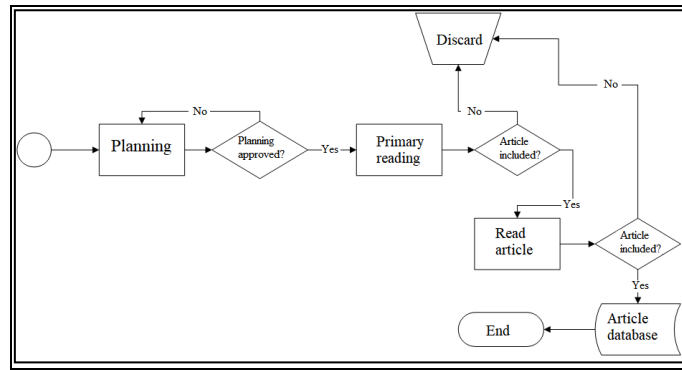 Discard
No
No
No
Planning
Planning
approved?
Yes
Primary
reading
Article
included?
Yes
Read
article
Article
included?
Yes
End
Article
database